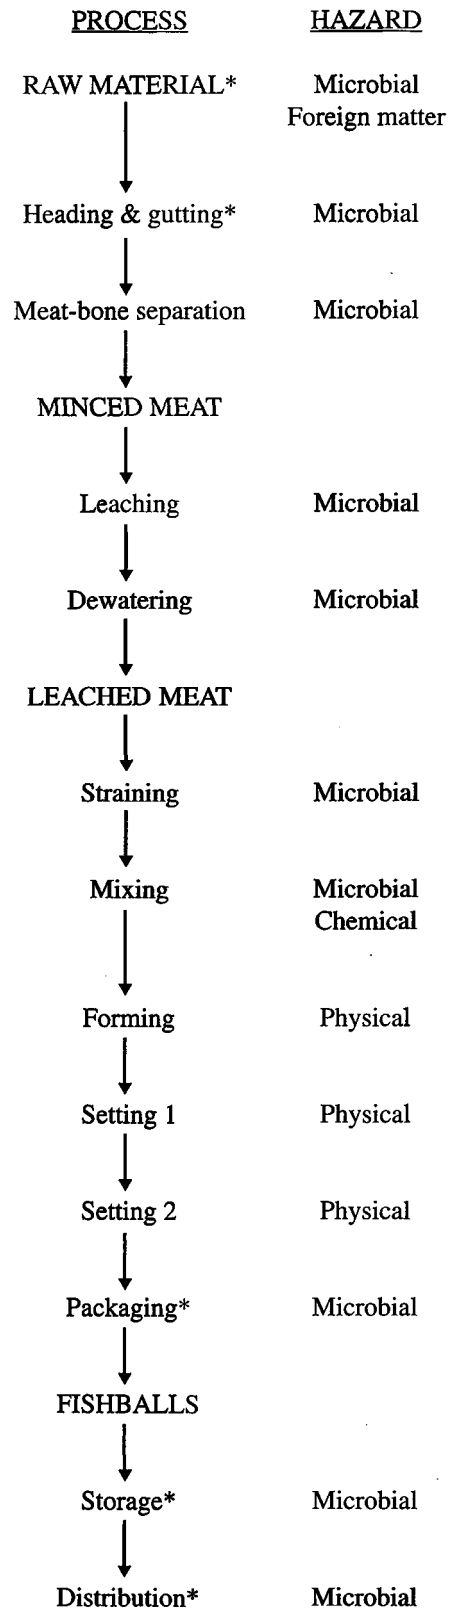 PROCESS HAZARD
RAW MATERIAL* Microbial
Foreign matter
Heading & gutting* Microbial
Meat-bone separation Microbial
MINCED MEAT
Leaching Microbial
Dewatering Microbial
LEACHED MEAT
Straining Microbial
Mixing Microbial
Chemical
Forming Physical
Setting 1 Physical
Setting 2 Physical
Packaging* Microbial
FISHBALLS
Storage* Microbial
Distribution* Microbial